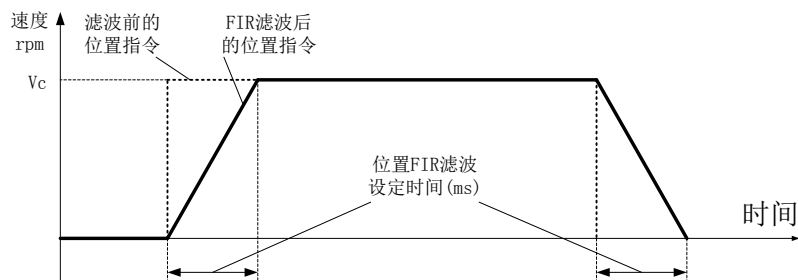 速度
rpm
滤波前的
位置指令
FIR滤波后
的位置指令
Vc
位置FIR滤波
设定时间(ms)
时间